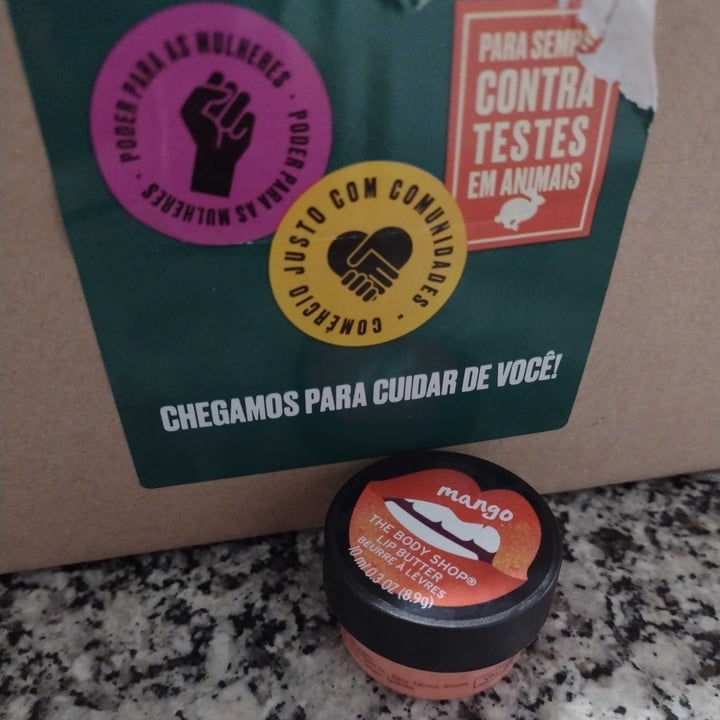 PODER PARA AS MULHERES · PODER PARA AS MULHERES ·
PARA SEMP
CONTRA
TESTES
EM ANIMAIS
COMÉRCIO JUSTO COM COMUNIDADES ·
CHEGAMOS PARA CUIDAR DE VOCÊ!
mango
THE BODY SHOP®
LIP BUTTER
BEURRE À LÈVRES
10 ml 0.3 OZ (8,9g)